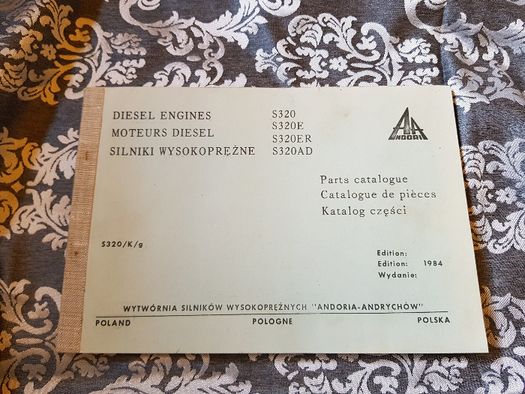 DIESEL ENGINES S320
MOTEURS DIESEL S320E
S320ER
SILNIKI WYSOKOPRĘŻNE S320AD
ANDORIA
Parts catalogue
Catalogue de pièces
Katalog części
S320/K/g
Edition:
Edition: 1984
Wydanie:
WYTWÓRNIA SILNIKÓW WYSOKOPRĘŻNYCH "ANDORIA-ANDRYCHÓW"
POLAND POLOGNE POLSKA